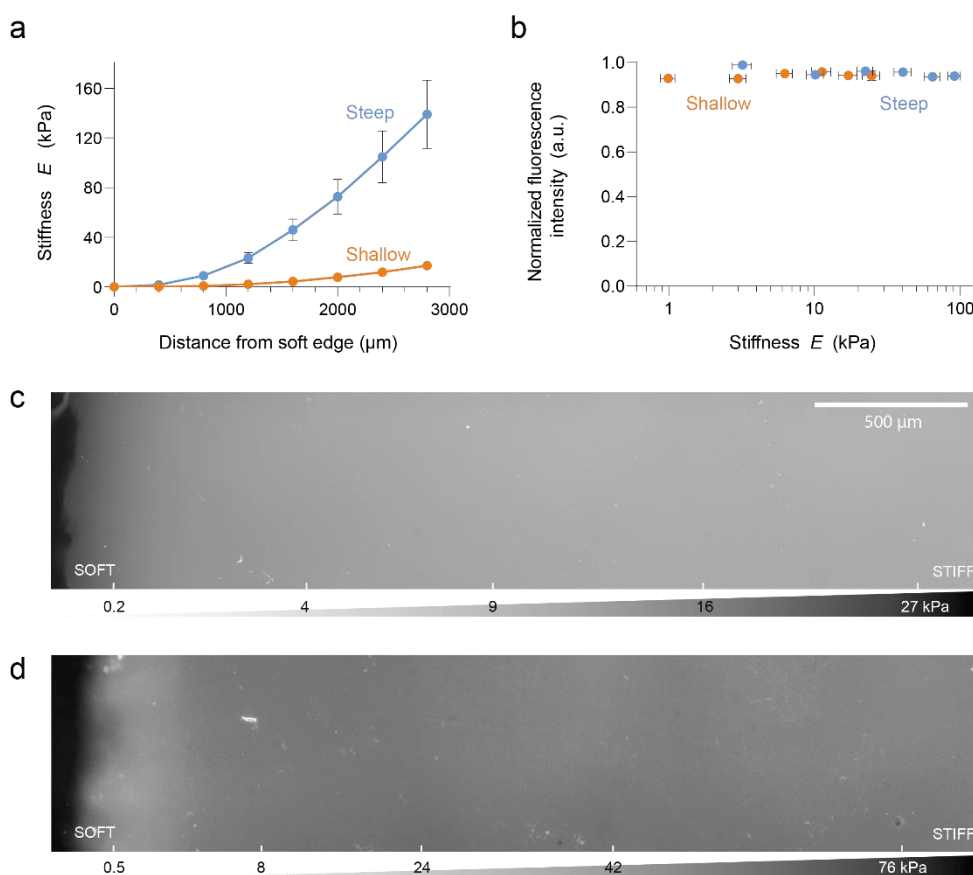 a
b
Stiffness E (kPa)
160
120
80
40
0
Steep
Shallow
0
1000
2000
3000
Distance from soft edge (µm)
Normalized fluorescence
intensity (a.u.)
1.0
0.8
0.6
0.4
0.2
0.0
Shallow
Steep
1
10
100
Stiffness E (kPa)
c
500 µm
SOFT
STIFF
0.2 4 9 16 27 kPa
d
SOFT
STIFF
0.5 8 24 42 76 kPa